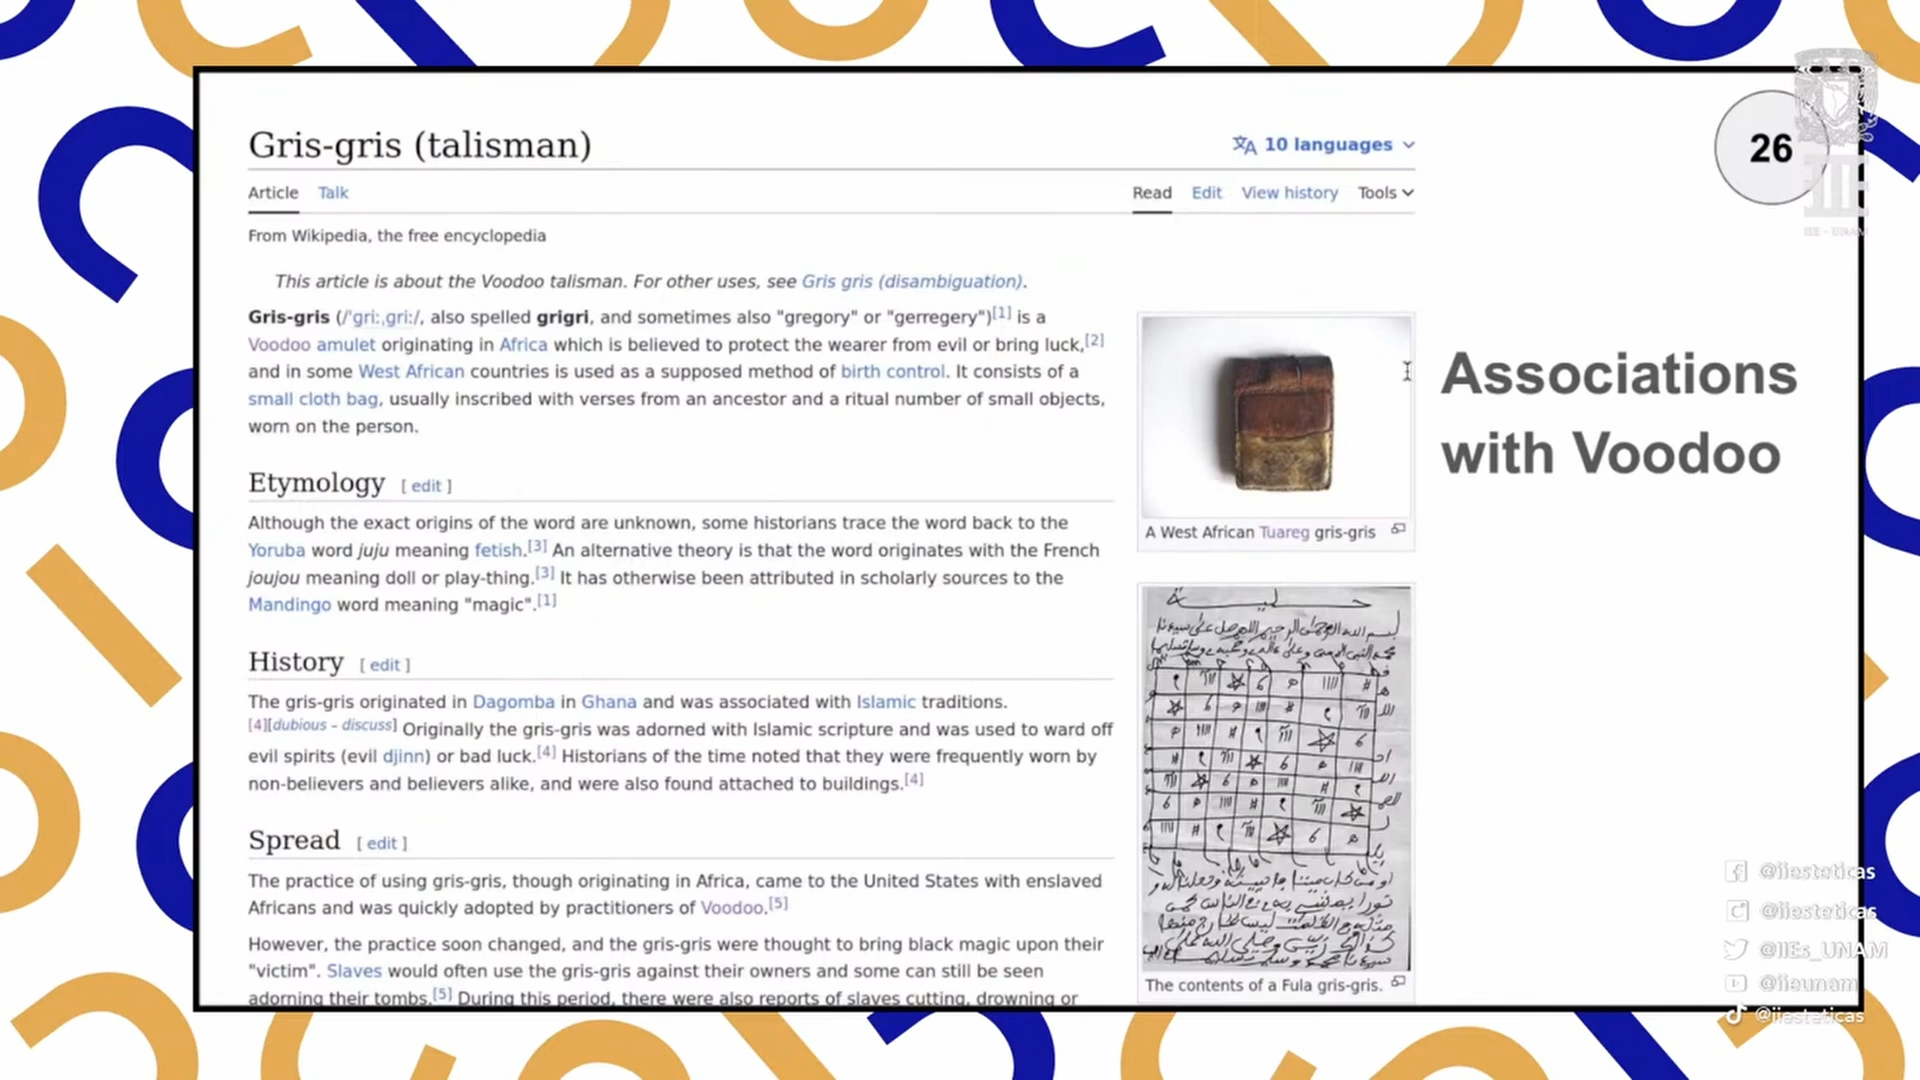 Gris-gris (talisman)
10 languages
Article Talk
Read Edit View history Tools
From Wikipedia, the free encyclopedia
This article is about the Voodoo talisman. For other uses, see Gris gris (disambiguation).
Gris-gris (/ˈɡriːˌɡriː/, also spelled grigri, and sometimes also "gregory" or "gerregery")[1] is a
Voodoo amulet originating in Africa which is believed to protect the wearer from evil or bring luck,[2]
and in some West African countries is used as a supposed method of birth control. It consists of a
small cloth bag, usually inscribed with verses from an ancestor and a ritual number of small objects,
worn on the person.
Etymology [ edit ]
Although the exact origins of the word are unknown, some historians trace the word back to the
Yoruba word juju meaning fetish.[3] An alternative theory is that the word originates with the French
joujou meaning doll or play-thing.[3] It has otherwise been attributed in scholarly sources to the
Mandingo word meaning "magic".[1]
History [ edit ]
The gris-gris originated in Dagomba in Ghana and was associated with Islamic traditions.
[4][dubious – discuss] Originally the gris-gris was adorned with Islamic scripture and was used to ward off
evil spirits (evil djinn) or bad luck.[4] Historians of the time noted that they were frequently worn by
non-believers and believers alike, and were also found attached to buildings.[4]
Spread [ edit ]
The practice of using gris-gris, though originating in Africa, came to the United States with enslaved
Africans and was quickly adopted by practitioners of Voodoo.[5]
However, the practice soon changed, and the gris-gris were thought to bring black magic upon their
"victim". Slaves would often use the gris-gris against their owners and some can still be seen
adorning their tombs.[5] During this period, there were also reports of slaves cutting, drowning or
A West African Tuareg gris-gris
بسم الله الرحمن الرحيم اللهم صل على سيدنا
The contents of a Fula gris-gris.
Associations
with Voodoo
26
IIE - UNAM
@iiesteticas
@iiesteticas
@IIEs_UNAM
@iieunam
@iiesteticas